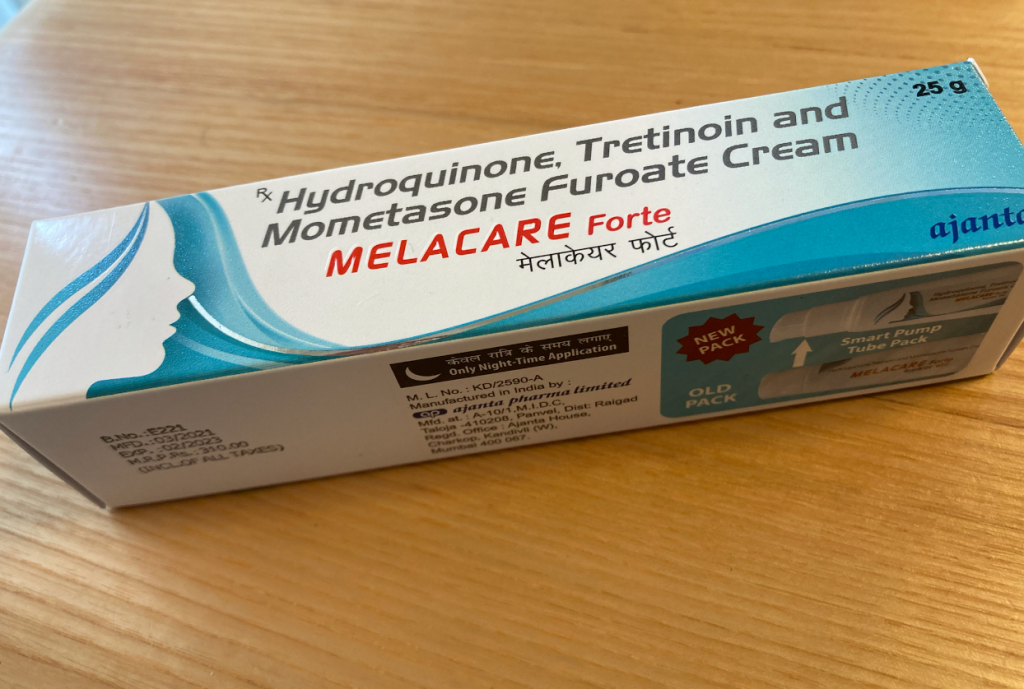 25 g
Rx Hydroquinone, Tretinoin and
Mometasone Furoate Cream
MELACARE Forte
मेलाकेयर फोर्ट
ajanta
केवल रात्रि के समय लगाए
Only Night-Time Application
M. L. No. : KD/2590-A
Manufactured in India by :
ajanta pharma limited
Mfd. at : A-10/1,M.I.D.C,
Taloja -410208, Panvel, Dist: Raigad
Regd. Office : Ajanta House,
Charkop, Kandivli (W),
Mumbai 400 067.
B.No.:E221
MFD.:03/2021
EXP.:02/2023
M.R.P.Rs.:310.00
(INCL.OF ALL TAXES)
NEW
PACK
Smart Pump
Tube Pack
OLD
PACK
MELACARE Forte